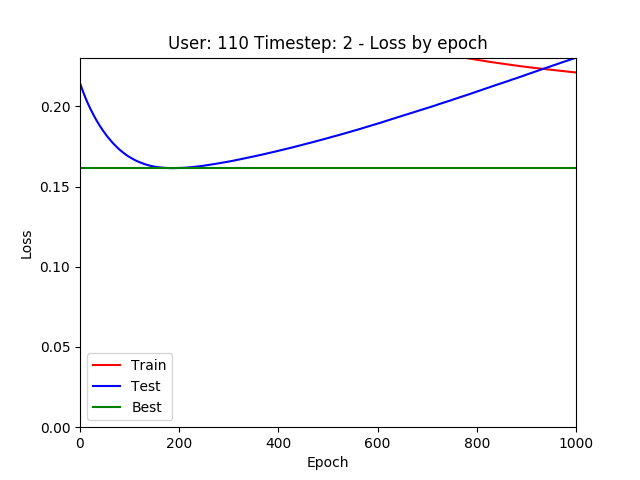 User: 110 Timestep: 2 - Loss by epoch
0.20
0.15
0.10
0.05
0.00
Loss
Train
Test
Best
0 200 400 600 800 1000
Epoch